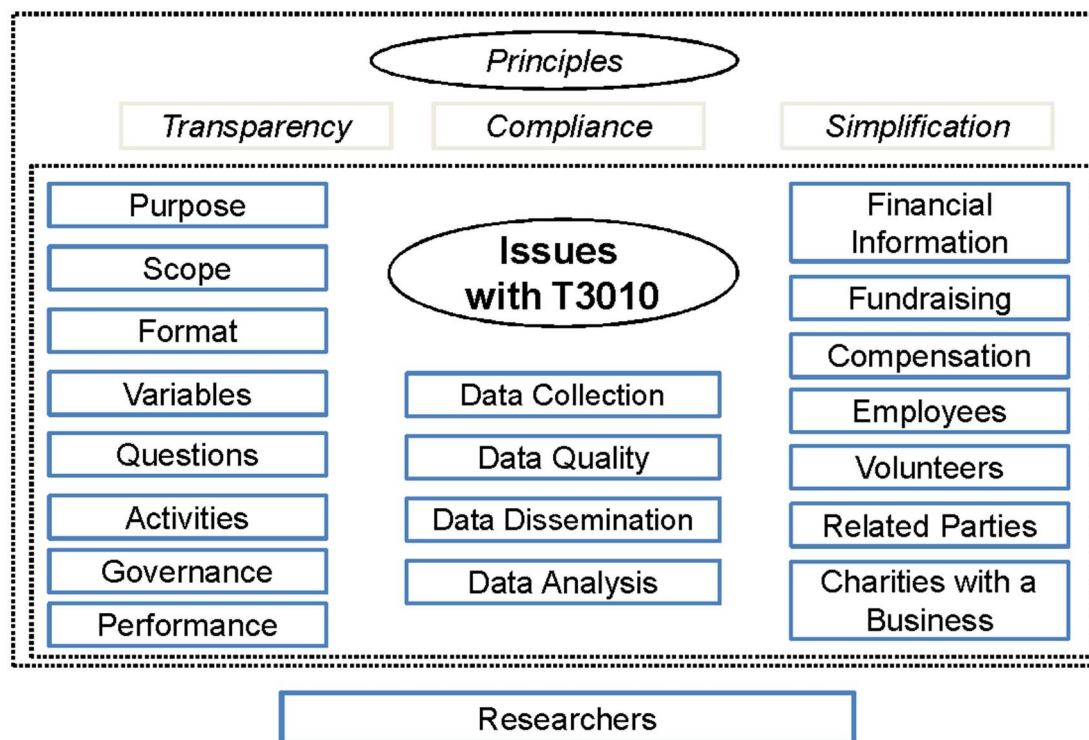 Principles
Transparency
Compliance
Simplification
Purpose
Scope
Format
Variables
Questions
Activities
Governance
Performance
Issues
with T3010
Data Collection
Data Quality
Data Dissemination
Data Analysis
Financial
Information
Fundraising
Compensation
Employees
Volunteers
Related Parties
Charities with a
Business
Researchers